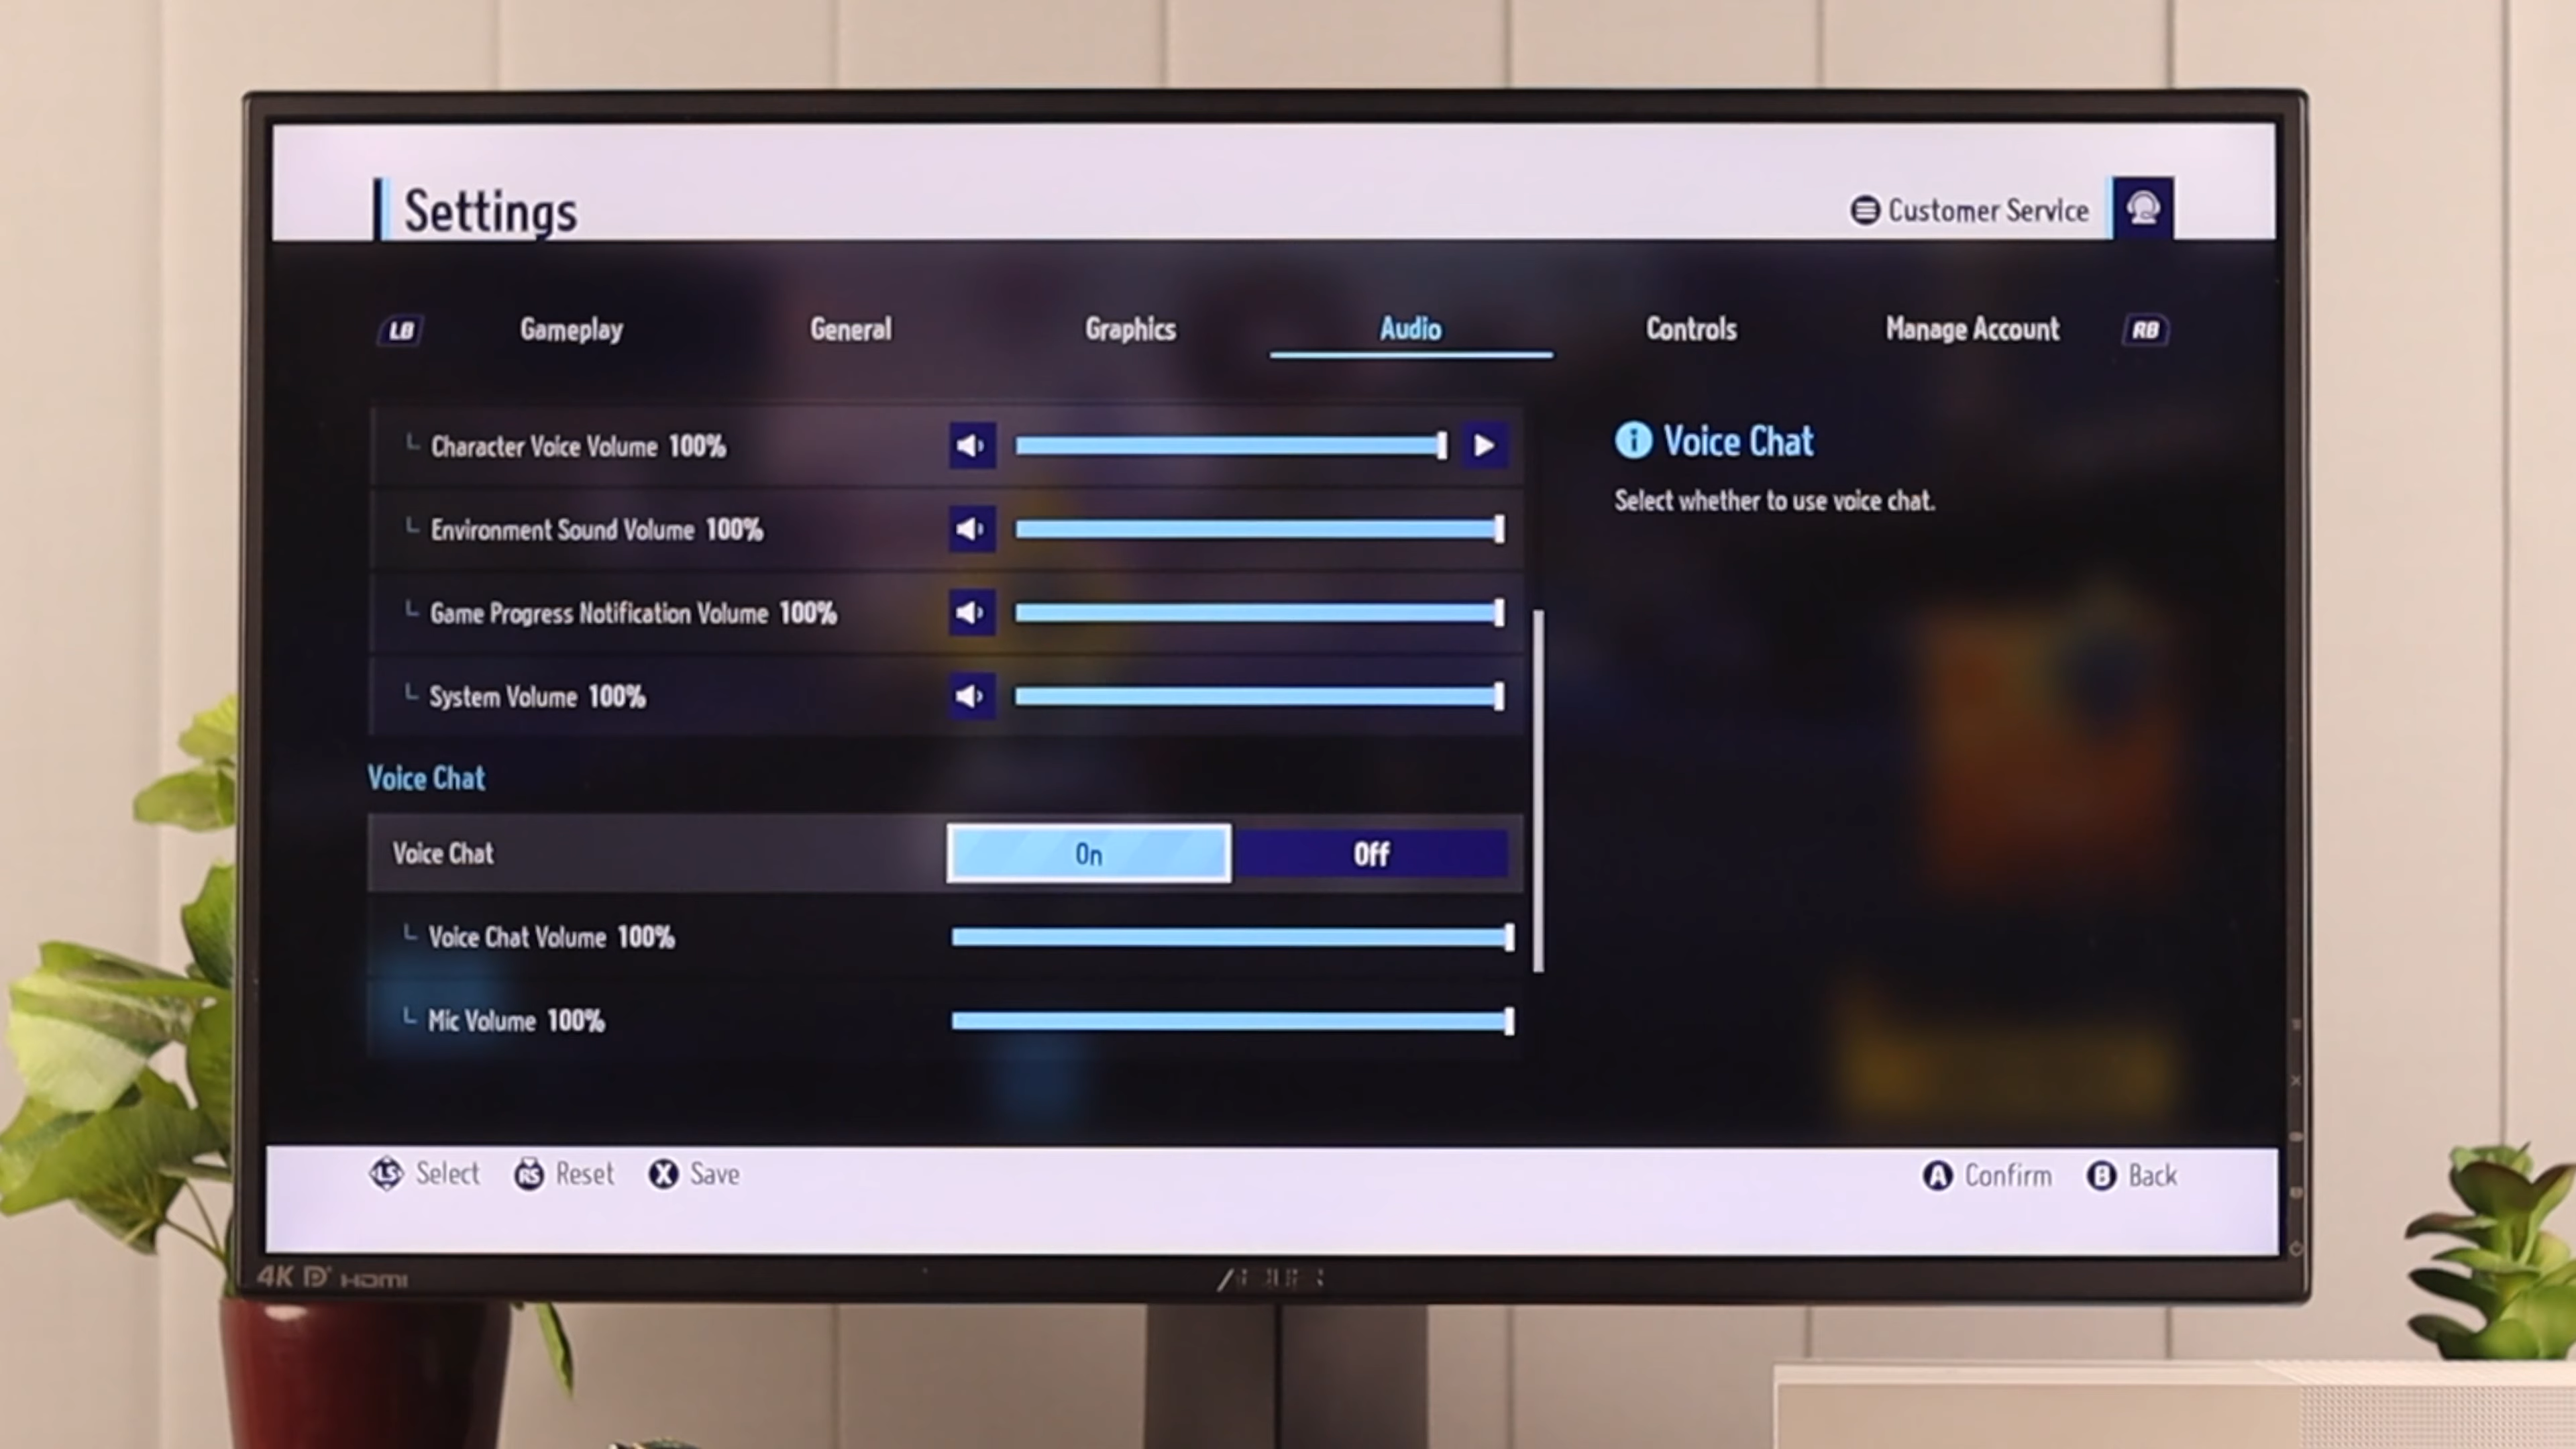 Settings
Customer Service
LB Gameplay General Graphics Audio Controls Manage Account RB
Character Voice Volume 100%
Environment Sound Volume 100%
Game Progress Notification Volume 100%
System Volume 100%
Voice Chat
Voice Chat On Off
Voice Chat Volume 100%
Mic Volume 100%
Voice Chat
Select whether to use voice chat.
LS Select RS Reset X Save
A Confirm B Back
4K HDMI